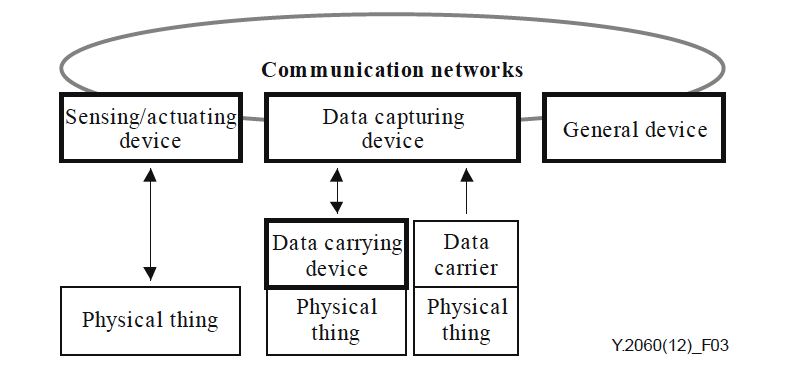 Communication networks
Sensing/actuating
device
Data capturing
device
General device
Data carrying
device
Data
carrier
Physical thing
Physical
thing
Physical
thing
Y.2060(12)_F03